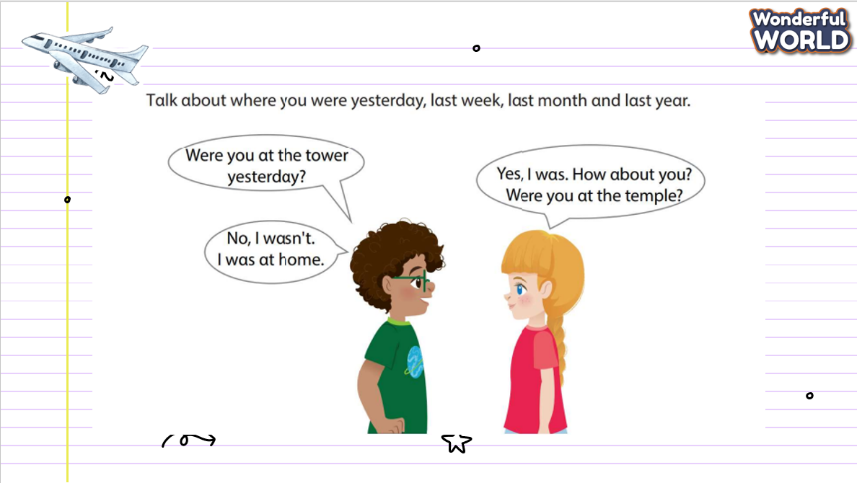 Wonderful
WORLD
Talk about where you were yesterday, last week, last month and last year.
Were you at the tower
yesterday?
Yes, I was. How about you?
Were you at the temple?
No, I wasn't.
I was at home.